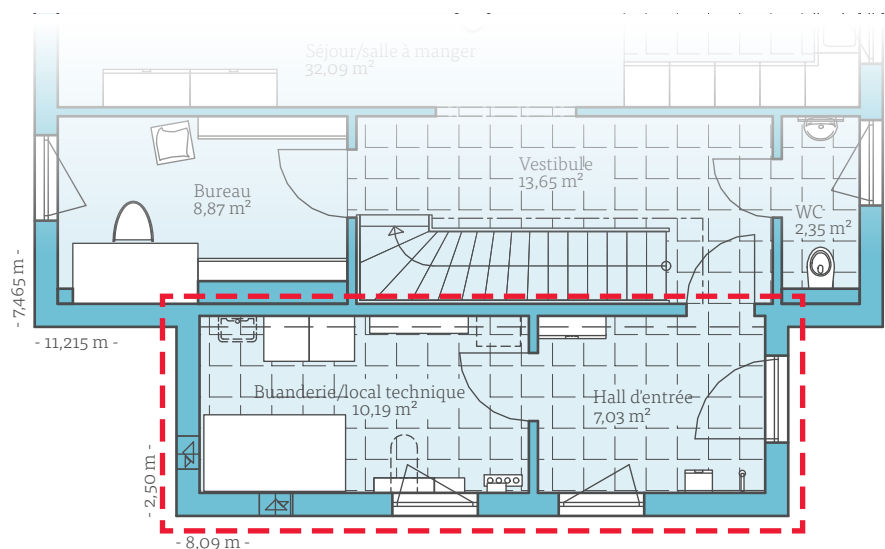 Séjour/salle à manger
32,09 m²
Vestibule
13,65 m²
Bureau
8,87 m²
WC
2,35 m²
- 7,465 m -
- 11,215 m -
Buanderie/local technique
10,19 m²
Hall d'entrée
7,03 m²
- 2,50 m -
- 8,09 m -